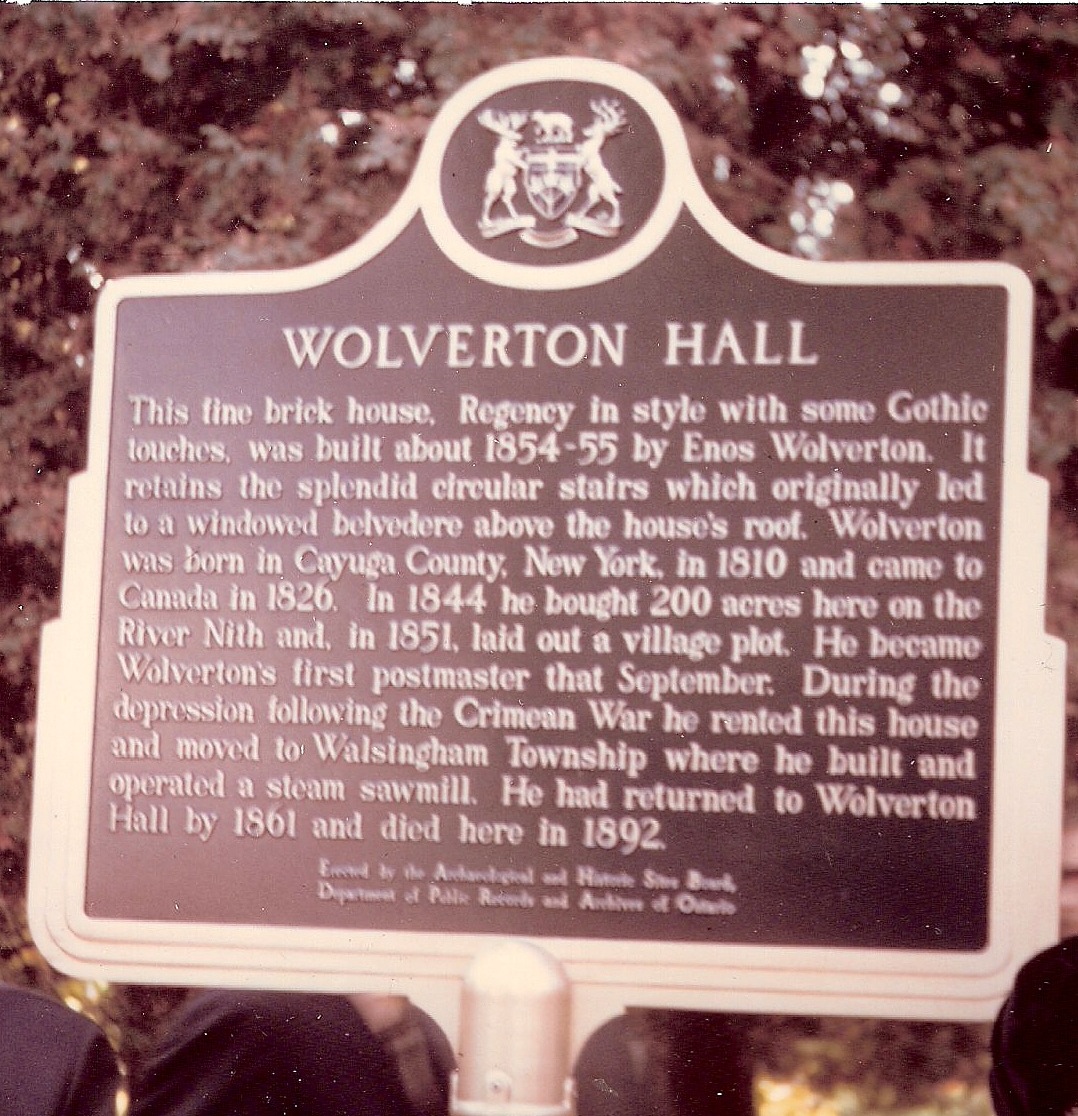 WOLVERTON HALL
This fine brick house, Regency in style with some Gothic
touches, was built about 1854-55 by Enos Wolverton. It
retains the splendid circular stairs which originally led
to a windowed belvedere above the house's roof. Wolverton
was born in Cayuga County, New York, in 1810 and came to
Canada in 1826. In 1844 he bought 200 acres here on the
River Nith and, in 1851, laid out a village plot. He became
Wolverton's first postmaster that September. During the
depression following the Crimean War he rented this house
and moved to Walsingham Township where he built and
operated a steam sawmill. He had returned to Wolverton
Hall by 1861 and died here in 1892.
Erected by the Archaeological and Historic Sites Board,
Department of Public Records and Archives of Ontario